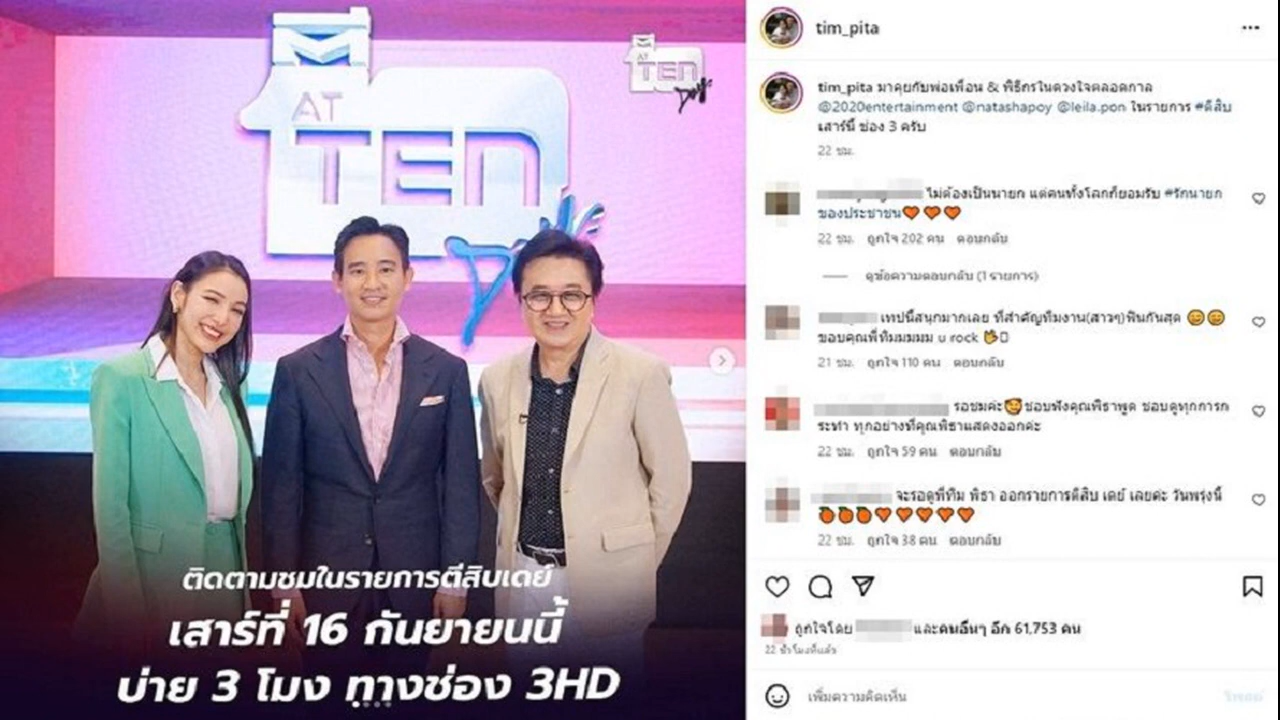 ตี
AT
TEN
Day
ตี
AT
TEN
Day
ติดตามชมในรายการตีสิบเดย์
เสาร์ที่ 16 กันยายนนี้
บ่าย 3 โมง ทางช่อง 3HD
tim_pita
tim_pita มาคุยกับพ่อเพื่อน & พิธีกรในดวงใจตลอดกาล
@2020entertainment @natashapoy @leila.pon ในรายการ #ตีสิบ
เสาร์นี้ ช่อง 3 ครับ
22 ชม.
ไม่ต้องเป็นนายก แต่คนทั้งโลกก็ยอมรับ #รักนายก
ของประชาชน🧡 🧡 🧡
22 ชม. ถูกใจ 202 คน ตอบกลับ
ดูข้อความตอบกลับ (1 รายการ)
เทปนี้สนุกมากเลย ที่สำคัญทีมงาน(สาวๆ)ฟินกันสุด 😊😊
ขอบคุณพี่ทิมมมมม u rock
21 ชม. ถูกใจ 110 คน ตอบกลับ
รอชมค่ะ🥰ชอบฟังคุณพิธาพูด ชอบดูทุกการก
ระทำ ทุกอย่างที่คุณพิธาแสดงออกค่ะ
22 ชม. ถูกใจ 59 คน ตอบกลับ
จะรอดูพี่ทิม พิธา ออกรายการตีสิบ เดย์ เลยค่ะ วันพรุ่งนี้
🍊🍊🍊🧡🧡🧡🧡🧡
22 ชม. ถูกใจ 38 คน ตอบกลับ
ถูกใจโดย และคนอื่นๆ อีก 61,753 คน
22 ชั่วโมงที่แล้ว
เพิ่มความคิดเห็น
โพสต์